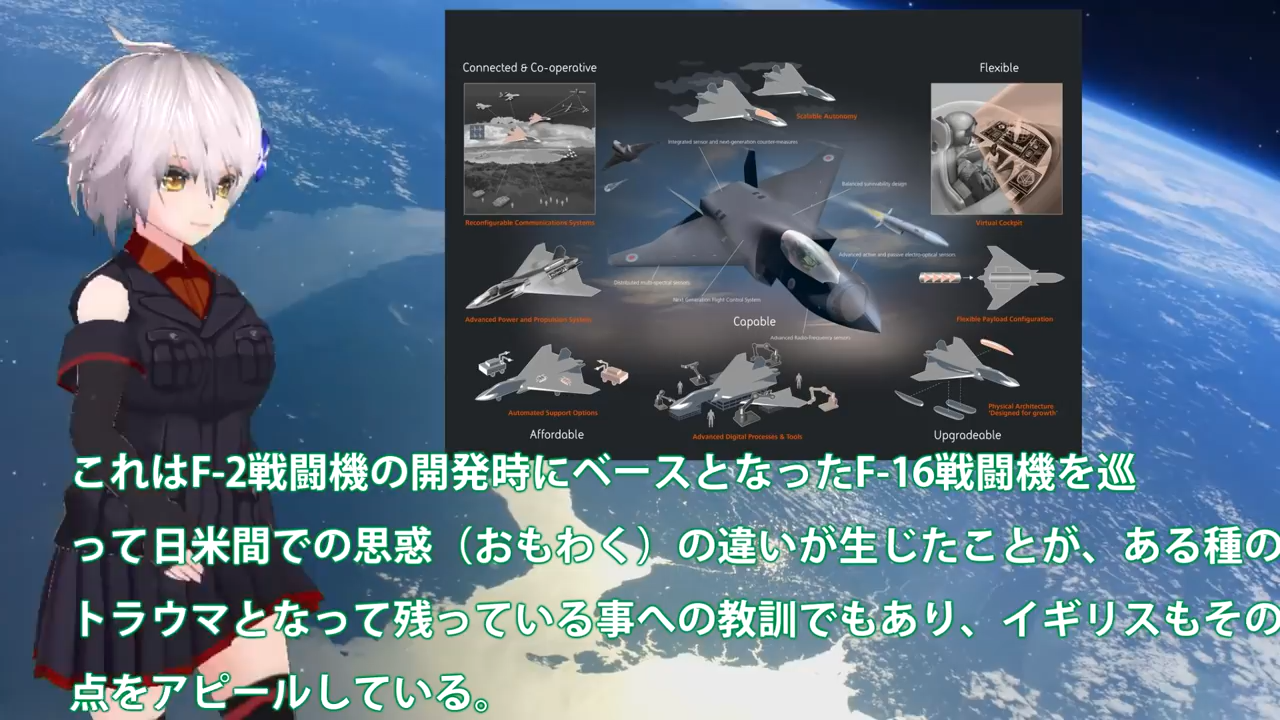 Connected & Co-operative
Flexible
Scalable Autonomy
Integrated sensor and next-generation counter-measures
Balanced survivability design
Reconfigurable Communications Systems
Virtual Cockpit
Advanced active and passive electro-optical sensors
Distributed multi-spectral sensors
Next Generation Flight Control System
Advanced Power and Propulsion System
Capable
Flexible Payload Configuration
Advanced Radio-frequency sensors
Automated Support Options
Advanced Digital Processes & Tools
Physical Architecture
'Designed for growth'
Affordable
Upgradeable
これはF-2戦闘機の開発時にベースとなったF-16戦闘機を巡
って日米間での思惑（おもわく）の違いが生じたことが、ある種の
トラウマとなって残っている事への教訓でもあり、イギリスもその
点をアピールしている。